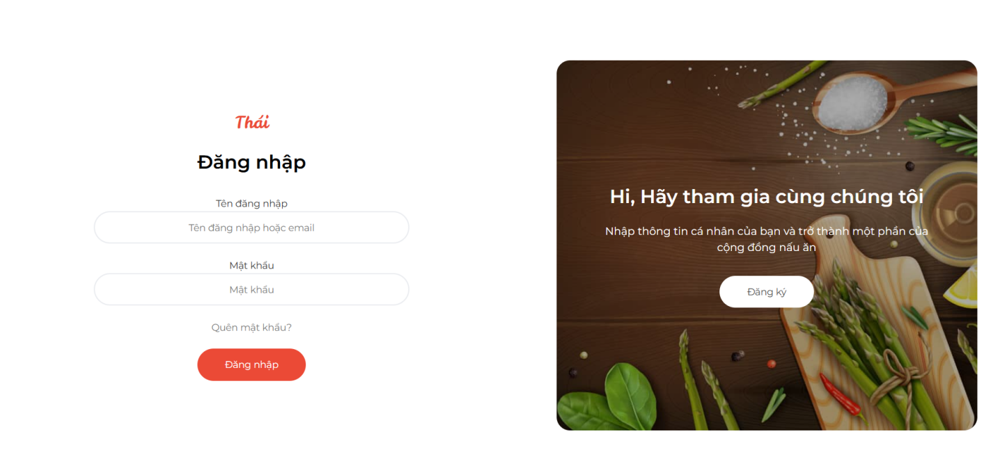 Thái
Đăng nhập
Tên đăng nhập
Tên đăng nhập hoặc email
Mật khẩu
Mật khẩu
Quên mật khẩu?
Đăng nhập
Hi, Hãy tham gia cùng chúng tôi
Nhập thông tin cá nhân của bạn và trở thành một phần của
cộng đồng nấu ăn
Đăng ký